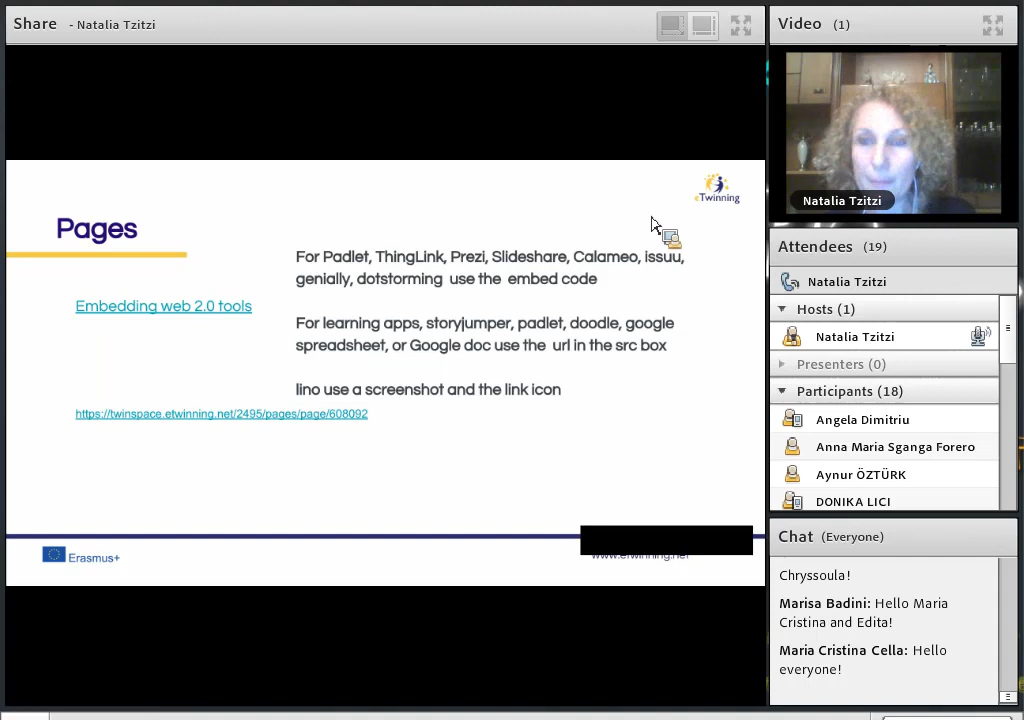 Share - Natalia Tzitzi
Video (1)
Natalia Tzitzi
eTwinning
Pages
For Padlet, ThingLink, Prezi, Slideshare, Calameo, issuu,
genially, dotstorming use the embed code
Embedding web 2.0 tools
For learning apps, storyjumper, padlet, doodle, google
spreadsheet, or Google doc use the url in the src box
lino use a screenshot and the link icon
https://twinspace.etwinning.net/2495/pages/page/608092
Erasmus+
www.etwinning.net
Attendees (19)
Natalia Tzitzi
Hosts (1)
Natalia Tzitzi
Presenters (0)
Participants (18)
Angela Dimitriu
Anna Maria Sganga Forero
Aynur ÖZTÜRK
DONIKA LICI
Chat (Everyone)
Chryssoula!
Marisa Badini: Hello Maria
Cristina and Edita!
Maria Cristina Cella: Hello
everyone!